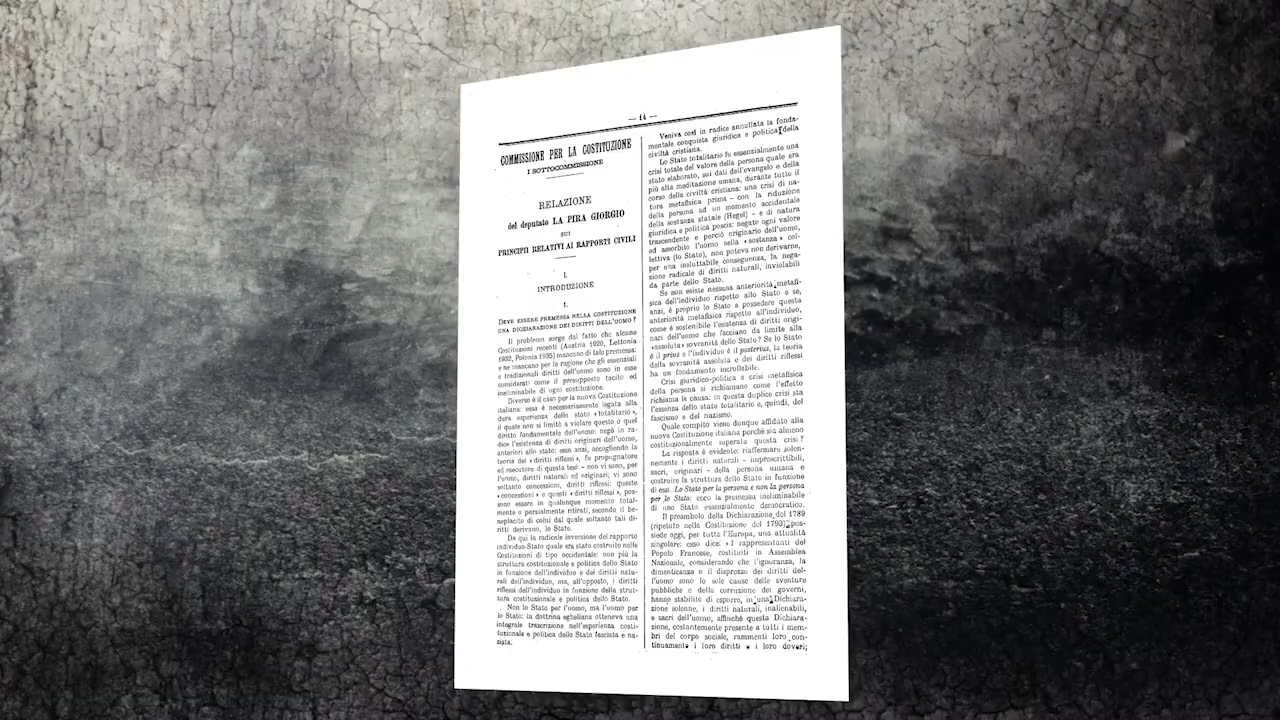 — 14 —
COMMISSIONE PER LA COSTITUZIONE
I SOTTOCOMMISSIONE
RELAZIONE
del deputato LA PIRA GIORGIO
SUI
PRINCIPII RELATIVI AI RAPPORTI CIVILI
I.
INTRODUZIONE
1.
DEVE ESSERE PREMESSA NELLA COSTITUZIONE
UNA DICHIARAZIONE DEI DIRITTI DELL'UOMO?
Il problema sorge dal fatto che alcune
Costituzioni recenti (Austria 1920, Lettonia
1932, Polonia 1935) mancano di tale premessa:
e ne mancano per la ragione che gli essenziali
e tradizionali diritti dell'uomo sono in esse
considerati come il presupposto tacito ed
ineliminabile di ogni costituzione.
Diverso è il caso per la nuova Costituzione
italiana: essa è necessariamente legata alla
dura esperienza dello stato «totalitario»,
il quale non si limitò a violare questo o quel
diritto fondamentale dell'uomo: negò in ra-
dice l'esistenza di diritti originari dell'uomo,
anteriori allo stato: esso anzi, accogliendo la
teoria dei «diritti riflessi», fu propugnatore
ed esecutore di questa tesi – non vi sono, per
l'uomo, diritti naturali ed originari; vi sono
soltanto concessioni, diritti riflessi: queste
«concessioni» e questi «diritti riflessi», pos-
sono essere in qualunque momento total-
mente o parzialmente ritirati, secondo il be-
neplacito di colui dal quale soltanto tali di-
ritti derivano, lo Stato.
Da qui la radicale inversione del rapporto
individuo-Stato quale era stato costruito nelle
Costituzioni di tipo occidentale: non più la
struttura costituzionale e politica dello Stato
in funzione dell'individuo e dei diritti natu-
rali dell'individuo, ma, all'opposto, i diritti
riflessi dell'individuo in funzione della strut-
tura costituzionale e politica dello Stato.
Non lo Stato per l'uomo, ma l'uomo per
lo Stato: la dottrina egheliana otteneva una
integrale trascrizione nell'esperienza costi-
tuzionale e politica dello Stato fascista e na-
zista.
Veniva così in radice annullata la fonda-
mentale conquista giuridica e politica della
civiltà cristiana.
Lo Stato totalitario fu essenzialmente una
crisi totale del valore della persona quale era
stato elaborato, sui dati dell'evangelo e della
più alta meditazione umana, durante tutto il
corso della civiltà cristiana: una crisi di na-
tura metafisica prima – con la riduzione
della persona ad un momento accidentale
della sostanza statale (Hegel) – e di natura
giuridica e politica poscia: negato ogni valore
trascendente e perciò originario dell'uomo,
ed assorbito l'uomo nella «sostanza» col-
lettiva (lo Stato), non poteva non derivarne,
per una ineluttabile conseguenza, la nega-
zione radicale di diritti naturali, inviolabili
da parte dello Stato.
Se non esiste nessuna anteriorità metafi-
sica dell'individuo rispetto allo Stato e se,
anzi, è proprio lo Stato a possedere questa
anteriorità metafisica rispetto all'individuo,
come è sostenibile l'esistenza di diritti origi-
nari dell'uomo che facciano da limite alla
«assoluta» sovranità dello Stato? Se lo Stato
è il prius e l'individuo è il posterius, la teoria
della sovranità assoluta e dei diritti riflessi
ha un fondamento incrollabile.
Crisi giuridico-politica e crisi metafisica
della persona si richiamano come l'effetto
richiama la causa: in questa duplice crisi sta
l'essenza dello stato totalitario e, quindi, del
fascismo e del nazismo.
Quale compito viene dunque affidato alla
nuova Costituzione italiana perché sia almeno
costituzionalmente superata questa crisi?
La risposta è evidente: riaffermare solen-
nemente i diritti naturali – imprescrittibili,
sacri, originari – della persona umana e
costruire la struttura dello Stato in funzione
di essi. Lo Stato per la persona e non la persona
per lo Stato: ecco la premessa ineliminabile
di uno Stato essenzialmente democratico.
Il preambolo della Dichiarazione del 1789
(ripetuto nella Costituzione del 1793) pos-
siede oggi, per tutta l'Europa, una attualità
singolare: esso dice: «I rappresentanti del
Popolo Francese, costituiti in Assemblea
Nazionale, considerando che l'ignoranza, la
dimenticanza o il disprezzo dei diritti del-
l'uomo sono le sole cause delle sventure
pubbliche e della corruzione dei governi,
hanno stabilito di esporre, in una Dichiara-
zione solenne, i diritti naturali, inalienabili,
e sacri dell'uomo, affinché questa Dichiara-
zione, costantemente presente a tutti i mem-
bri del corpo sociale, rammenti loro con-
tinuamente i loro diritti e i loro doveri;